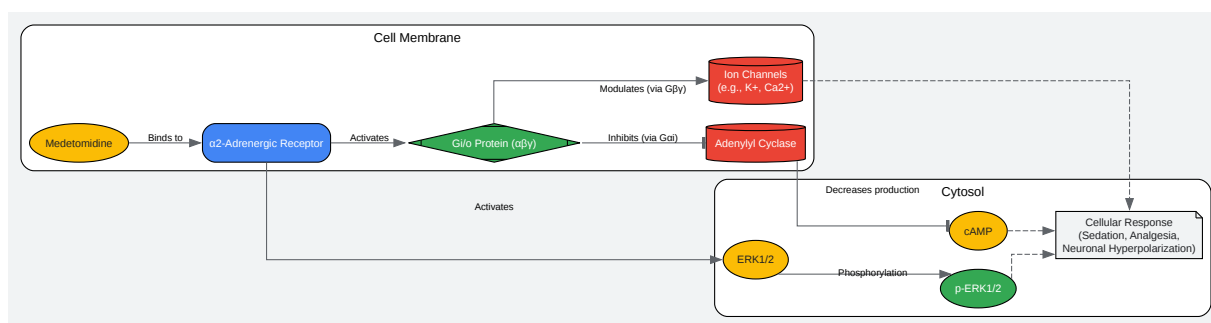 Cell Membrane
Ion Channels
(e.g., K+, Ca2+)
Modulates (via Gβγ)
Medetomidine
Binds to
α2-Adrenergic Receptor
Activates
Gi/o Protein (αβγ)
Inhibits (via Gαi)
Adenylyl Cyclase
Decreases production
Cytosol
Activates
cAMP
Cellular Response
(Sedation, Analgesia,
Neuronal Hyperpolarization)
ERK1/2
Phosphorylation
p-ERK1/2